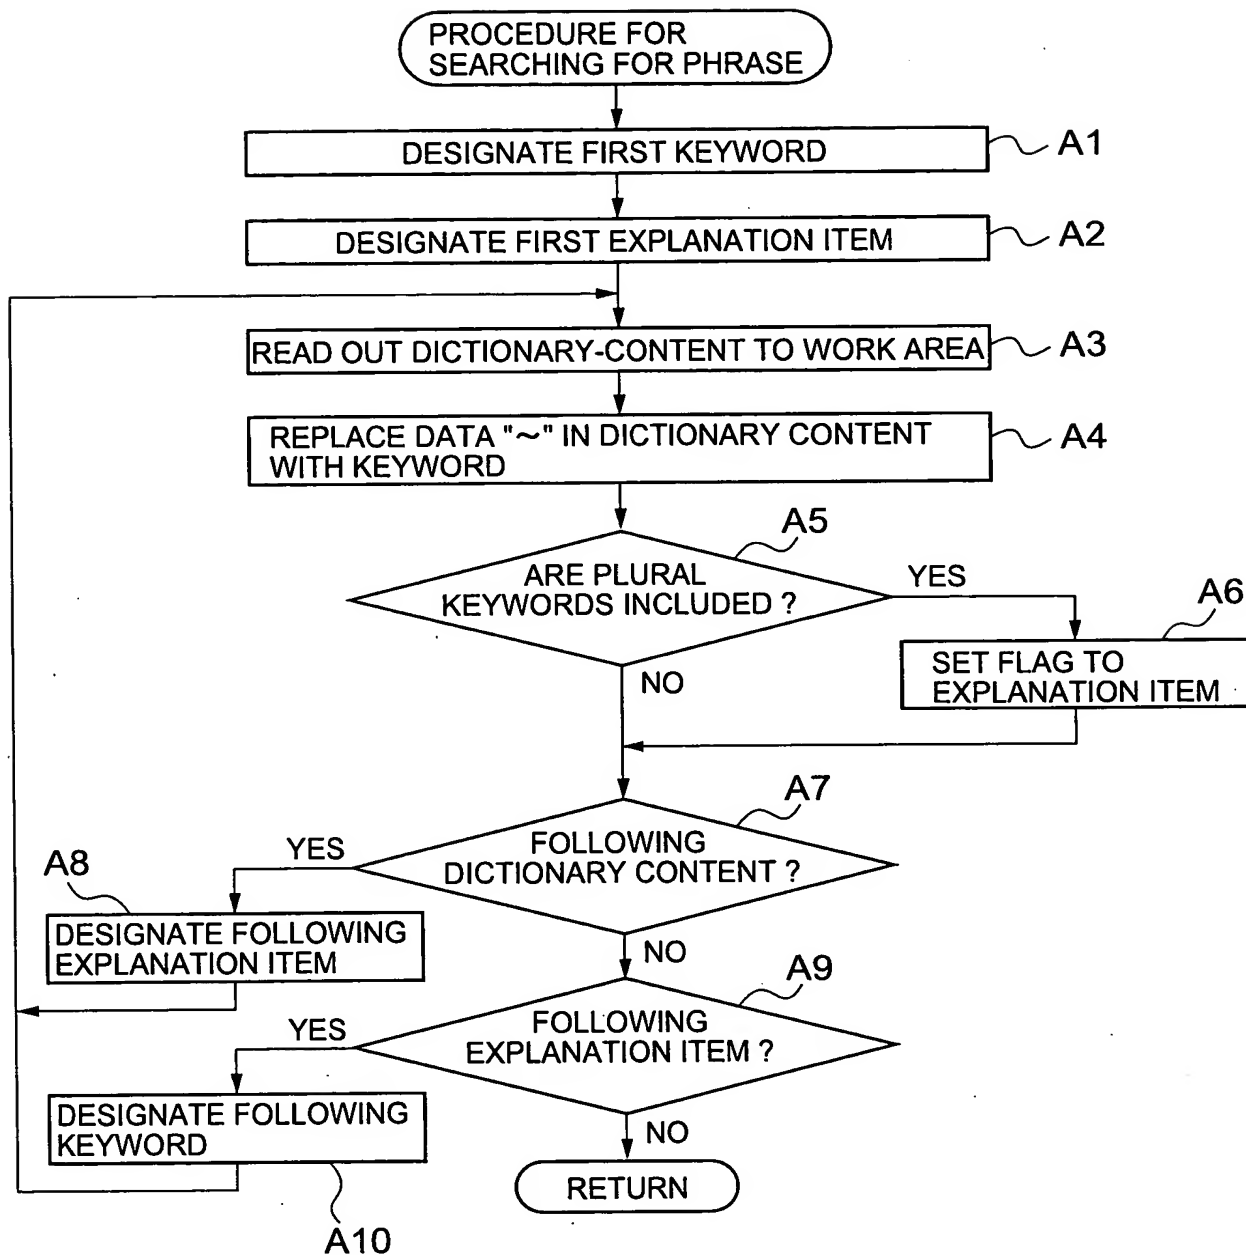 PROCEDURE FOR
SEARCHING FOR PHRASE
DESIGNATE FIRST KEYWORD
A1
DESIGNATE FIRST EXPLANATION ITEM
A2
READ OUT DICTIONARY-CONTENT TO WORK AREA
A3
REPLACE DATA "~" IN DICTIONARY CONTENT
WITH KEYWORD
A4
A5
ARE PLURAL
KEYWORDS INCLUDED ?
YES
A6
SET FLAG TO
EXPLANATION ITEM
NO
A7
FOLLOWING
DICTIONARY CONTENT ?
YES
A8
DESIGNATE FOLLOWING
EXPLANATION ITEM
NO
A9
FOLLOWING
EXPLANATION ITEM ?
YES
DESIGNATE FOLLOWING
KEYWORD
A10
NO
RETURN